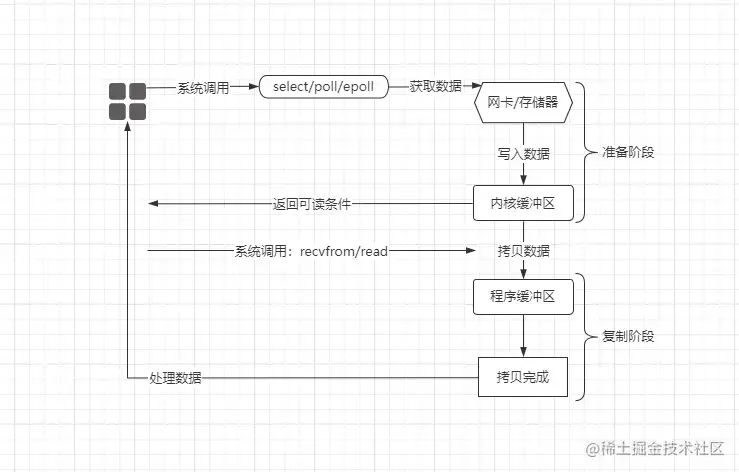 系统调用
select/poll/epoll
获取数据
网卡/存储器
写入数据
准备阶段
返回可读条件
内核缓冲区
系统调用：recvfrom/read
拷贝数据
程序缓冲区
复制阶段
处理数据
拷贝完成
@稀土掘金技术社区